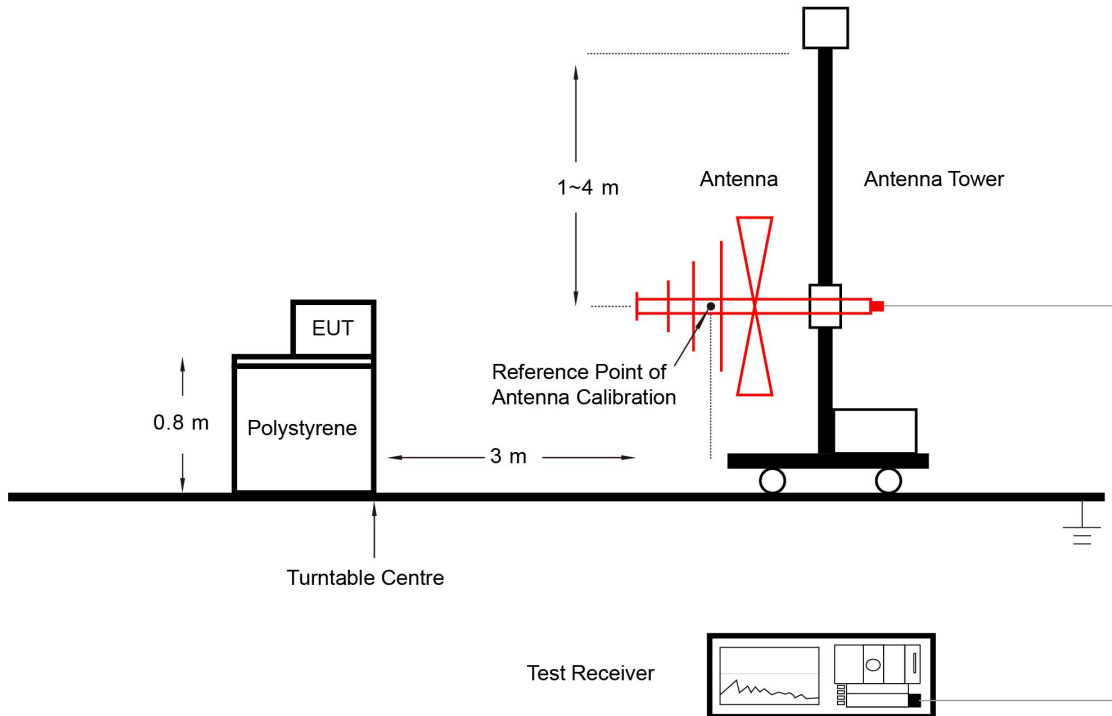 1~4 m
Antenna
Antenna Tower
EUT
Reference Point of
Antenna Calibration
0.8 m
Polystyrene
3 m
Turntable Centre
Test Receiver